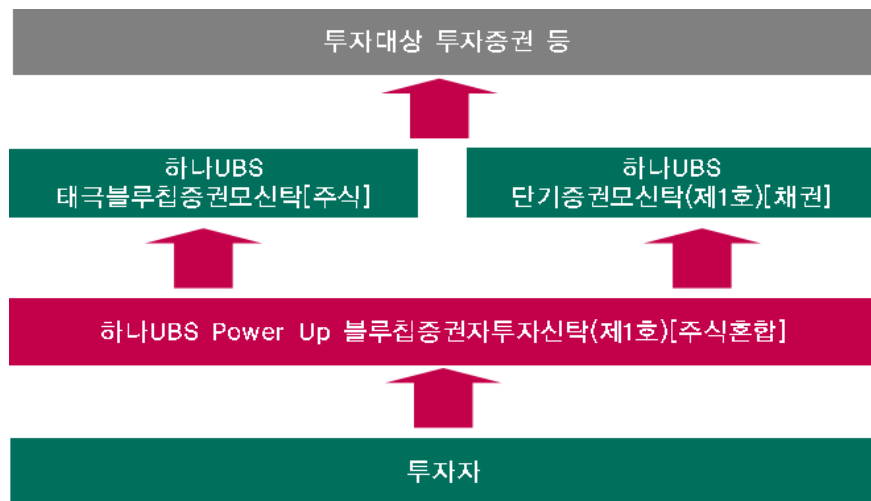 투자대상 투자증권 등
하나UBS
태극블루칩증권모신탁[주식]
하나UBS
단기증권모신탁(제1호)[채권]
하나UBS Power Up 블루칩증권자투자신탁(제1호)[주식혼합]
투자자